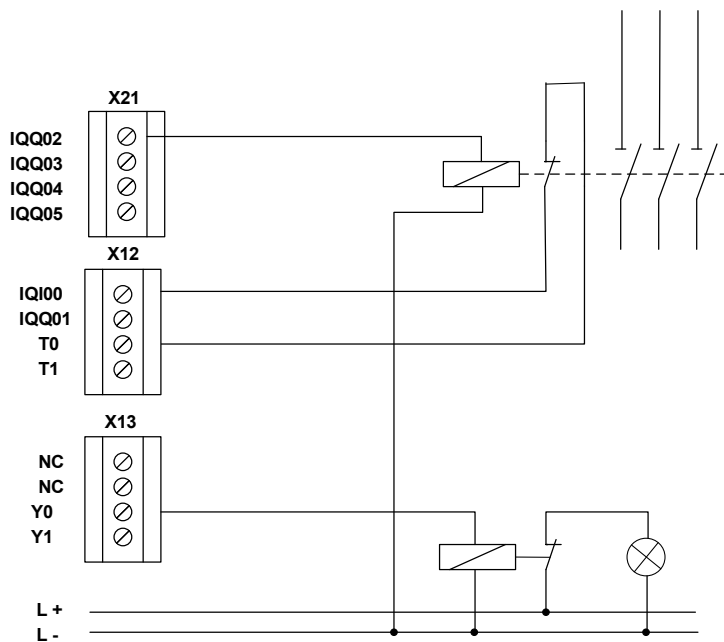 X21
IQQ02
IQQ03
IQQ04
IQQ05
X12
IQI00
IQQ01
T0
T1
X13
NC
NC
Y0
Y1
L +
L -